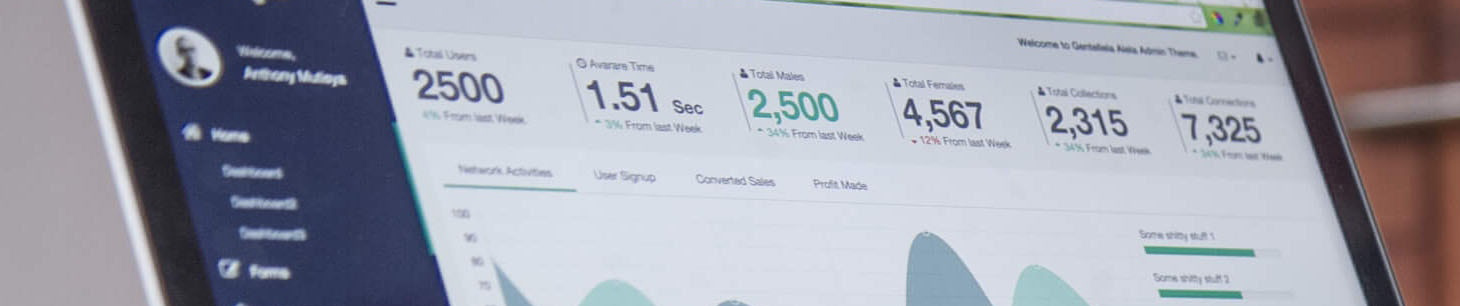 Welcome to Gentellela Alela Admin Theme
Welcome,
Anthony Mutisya
Home
Dashboard
Dashboard2
Dashboard3
Forms
Total Users
2500
4% From last Week
Avarare Time
1.51 Sec
3% From last Week
Total Males
2,500
34% From last Week
Total Females
4,567
12% From last Week
Total Collections
2,315
34% From last Week
Total Connections
7,325
34% From last Week
Network Activities
User Signup
Converted Sales
Profit Made
100
90
80
70
Some shitty stuff 1
Some shitty stuff 2